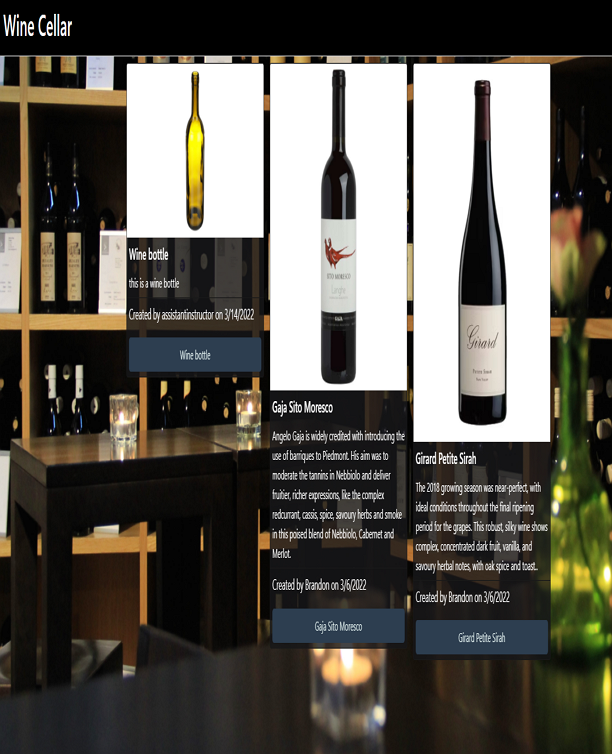 Wine Cellar
Wine bottle
this is a wine bottle
Created by assistantinstructor on 3/14/2022
Wine bottle
SITO MORESCO
Langhe
GAJA
Gaja Sito Moresco
Angelo Gaja is widely credited with introducing the
use of barriques to Piedmont. His aim was to
moderate the tannins in Nebbiolo and deliver
fruitier, richer expressions, like the complex
redcurrant, cassis, spice, savoury herbs and smoke
in this poised blend of Nebbiolo, Cabernet and
Merlot.
Created by Brandon on 3/6/2022
Gaja Sito Moresco
Girard
PETITE SIRAH
Girard Petite Sirah
The 2018 growing season was near-perfect, with
ideal conditions throughout the final ripening
period for the grapes. This robust, silky wine shows
complex, concentrated dark fruit, vanilla, and
savoury herbal notes, with oak spice and toast..
Created by Brandon on 3/6/2022
Girard Petite Sirah